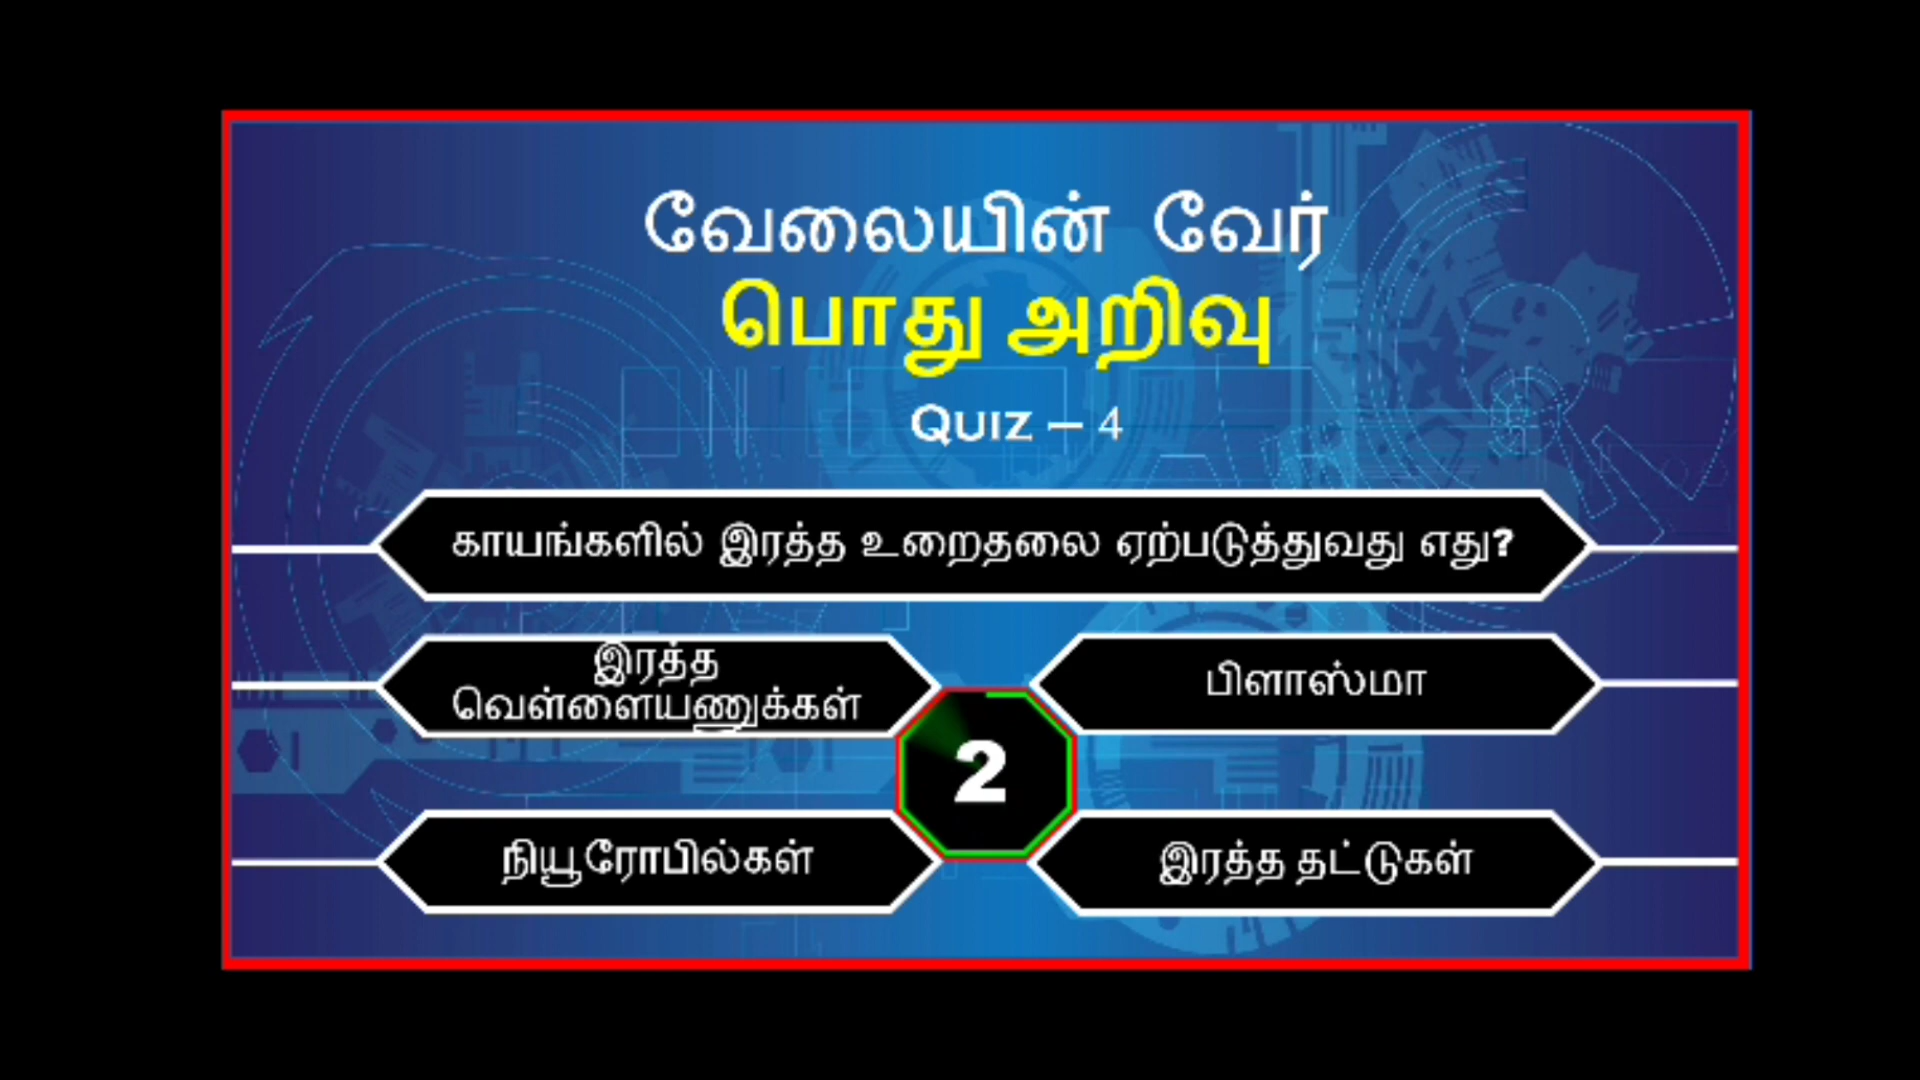 வேலையின் வேர்
பொது அறிவு
Quiz – 4
காயங்களில் இரத்த உறைதலை ஏற்படுத்துவது எது?
இரத்த
வெள்ளையணுக்கள்
பிளாஸ்மா
2
நியூரோபில்கள்
இரத்த தட்டுகள்